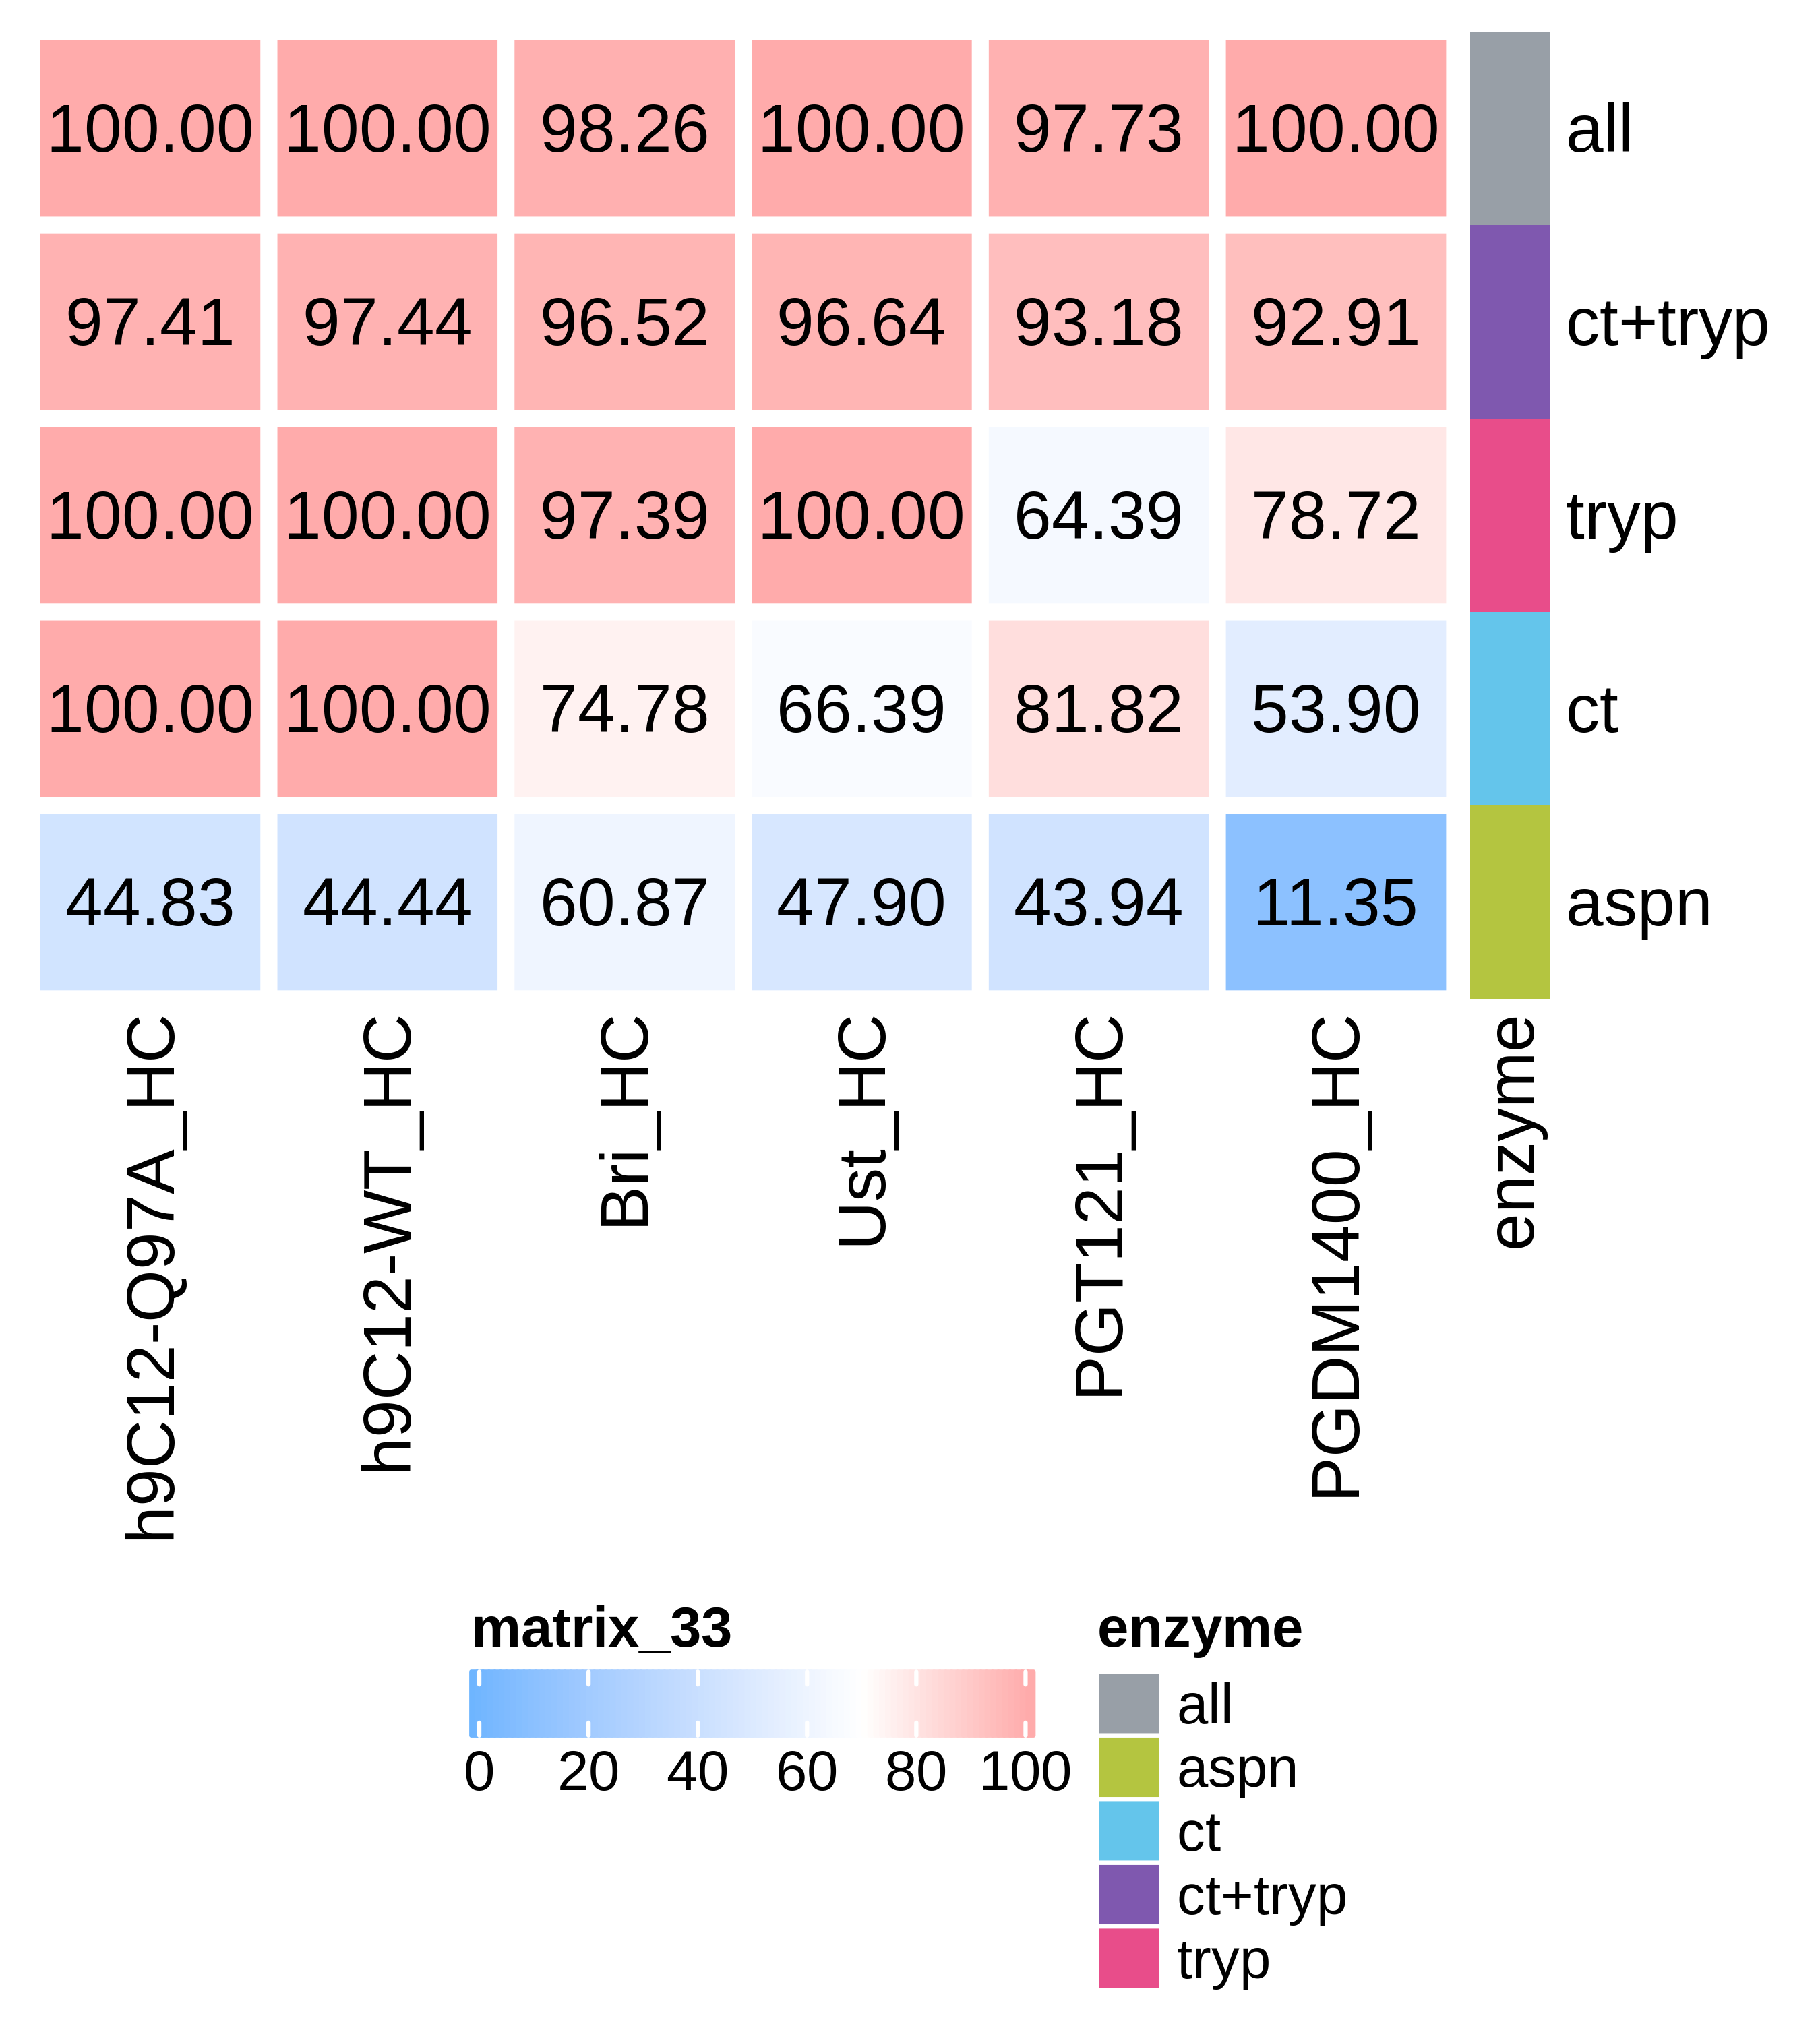 100.00 100.00 98.26 100.00 97.73 100.00 all
97.41 97.44 96.52 96.64 93.18 92.91 ct+tryp
100.00 100.00 97.39 100.00 64.39 78.72 tryp
100.00 100.00 74.78 66.39 81.82 53.90 ct
44.83 44.44 60.87 47.90 43.94 11.35 aspn
h9C12-Q97A_HC
h9C12-WT_HC
Bri_HC
Ust_HC
PGT121_HC
PGDM1400_HC
enzyme
matrix_33
0 20 40 60 80 100
enzyme
all
aspn
ct
ct+tryp
tryp